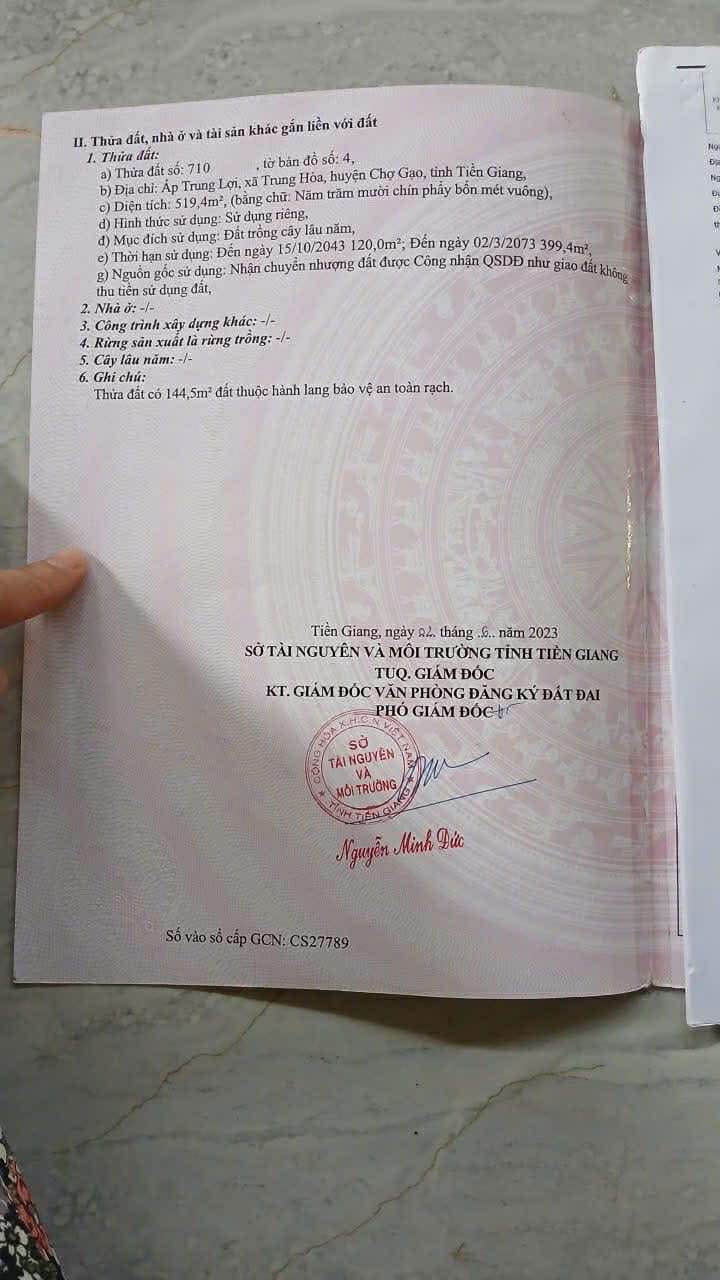 II. Thửa đất, nhà ở và tài sản khác gắn liền với đất
1. Thửa đất:
a) Thửa đất số: 710 , tờ bản đồ số: 4,
b) Địa chỉ: Ấp Trung Lợi, xã Trung Hòa, huyện Chợ Gạo, tỉnh Tiền Giang,
c) Diện tích: 519,4m², (bằng chữ: Năm trăm mười chín phẩy bốn mét vuông),
d) Hình thức sử dụng: Sử dụng riêng,
đ) Mục đích sử dụng: Đất trồng cây lâu năm,
e) Thời hạn sử dụng: Đến ngày 15/10/2043 120,0m²; Đến ngày 02/3/2073 399,4m²,
g) Nguồn gốc sử dụng: Nhận chuyển nhượng đất được Công nhận QSDĐ như giao đất không
thu tiền sử dụng đất,
2. Nhà ở: -/-
3. Công trình xây dựng khác: -/-
4. Rừng sản xuất là rừng trồng: -/-
5. Cây lâu năm: -/-
6. Ghi chú:
Thửa đất có 144,5m² đất thuộc hành lang bảo vệ an toàn rạch.
Tiền Giang, ngày 02. tháng .6.. năm 2023
SỞ TÀI NGUYÊN VÀ MÔI TRƯỜNG TỈNH TIỀN GIANG
TUQ. GIÁM ĐỐC
KT. GIÁM ĐỐC VĂN PHÒNG ĐĂNG KÝ ĐẤT ĐAI
PHÓ GIÁM ĐỐC
CỘNG HÒA X.H.C.N VIỆT NAM
SỞ
TÀI NGUYÊN
VÀ
MÔI TRƯỜNG
TỈNH TIỀN GIANG
Nguyễn Minh Đức
Số vào sổ cấp GCN: CS27789